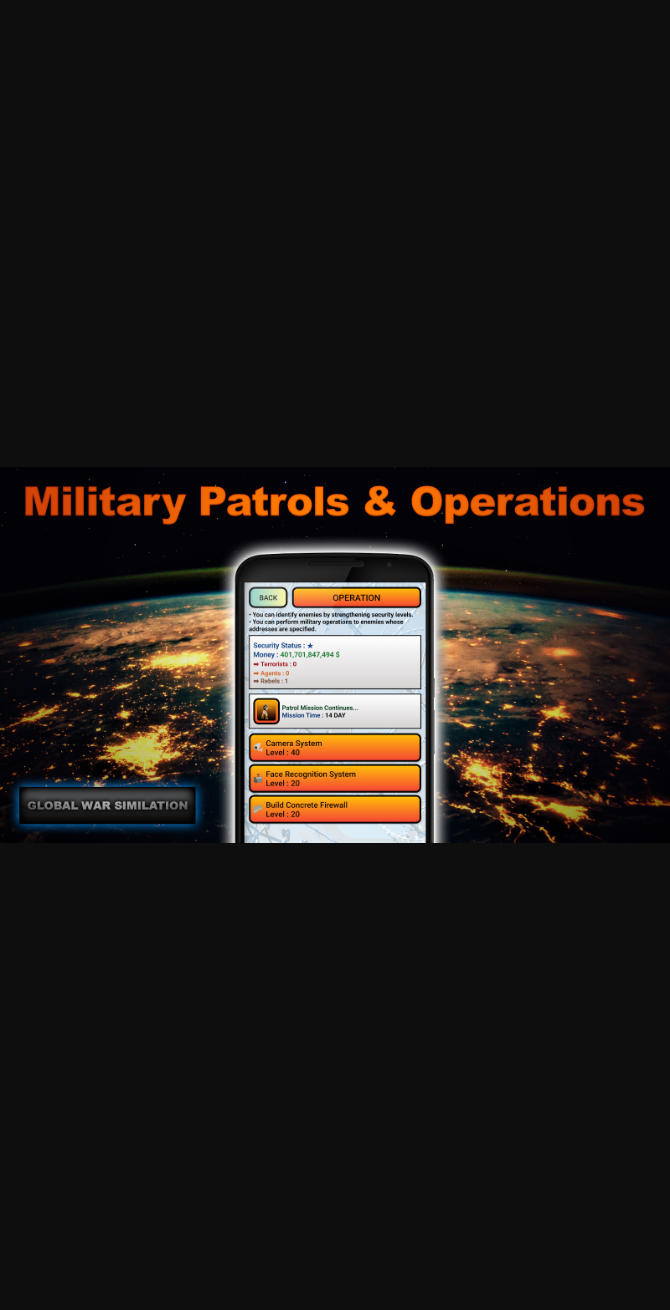 Military Patrols & Operations
BACK
OPERATION
• You can identify enemies by strengthening security levels.
• You can perform military operations to enemies whose
addresses are specified.
Security Status : ★
Money : 401,701,847,494 $
⇨ Terrorists : 0
⇨ Agents : 0
⇨ Rebels : 1
Patrol Mission Continues...
Mission Time : 14 DAY
Camera System
Level : 40
Face Recognition System
Level : 20
Build Concrete Firewall
Level : 20
GLOBAL WAR SIMILATION